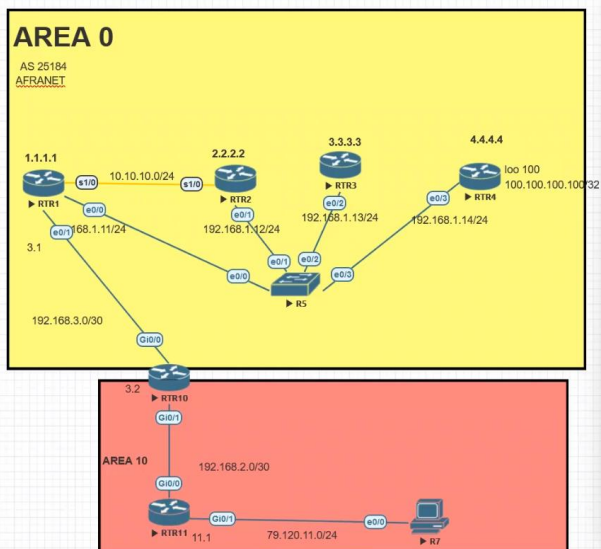 AREA 0
AS 25184
AFRANET
1.1.1.1
2.2.2.2
3.3.3.3
4.4.4.4
s1/0
10.10.10.0/24
s1/0
loo 100
100.100.100.100/32
RTR1
RTR2
RTR3
RTR4
e0/0
e0/1
e0/2
e0/3
e0/1
168.1.11/24
192.168.1.12/24
192.168.1.13/24
192.168.1.14/24
3.1
e0/0
e0/1
e0/2
e0/3
R5
192.168.3.0/30
Gi0/0
3.2
RTR10
Gi0/1
AREA 10
192.168.2.0/30
Gi0/0
Gi0/1
e0/0
RTR11
11.1
79.120.11.0/24
R7